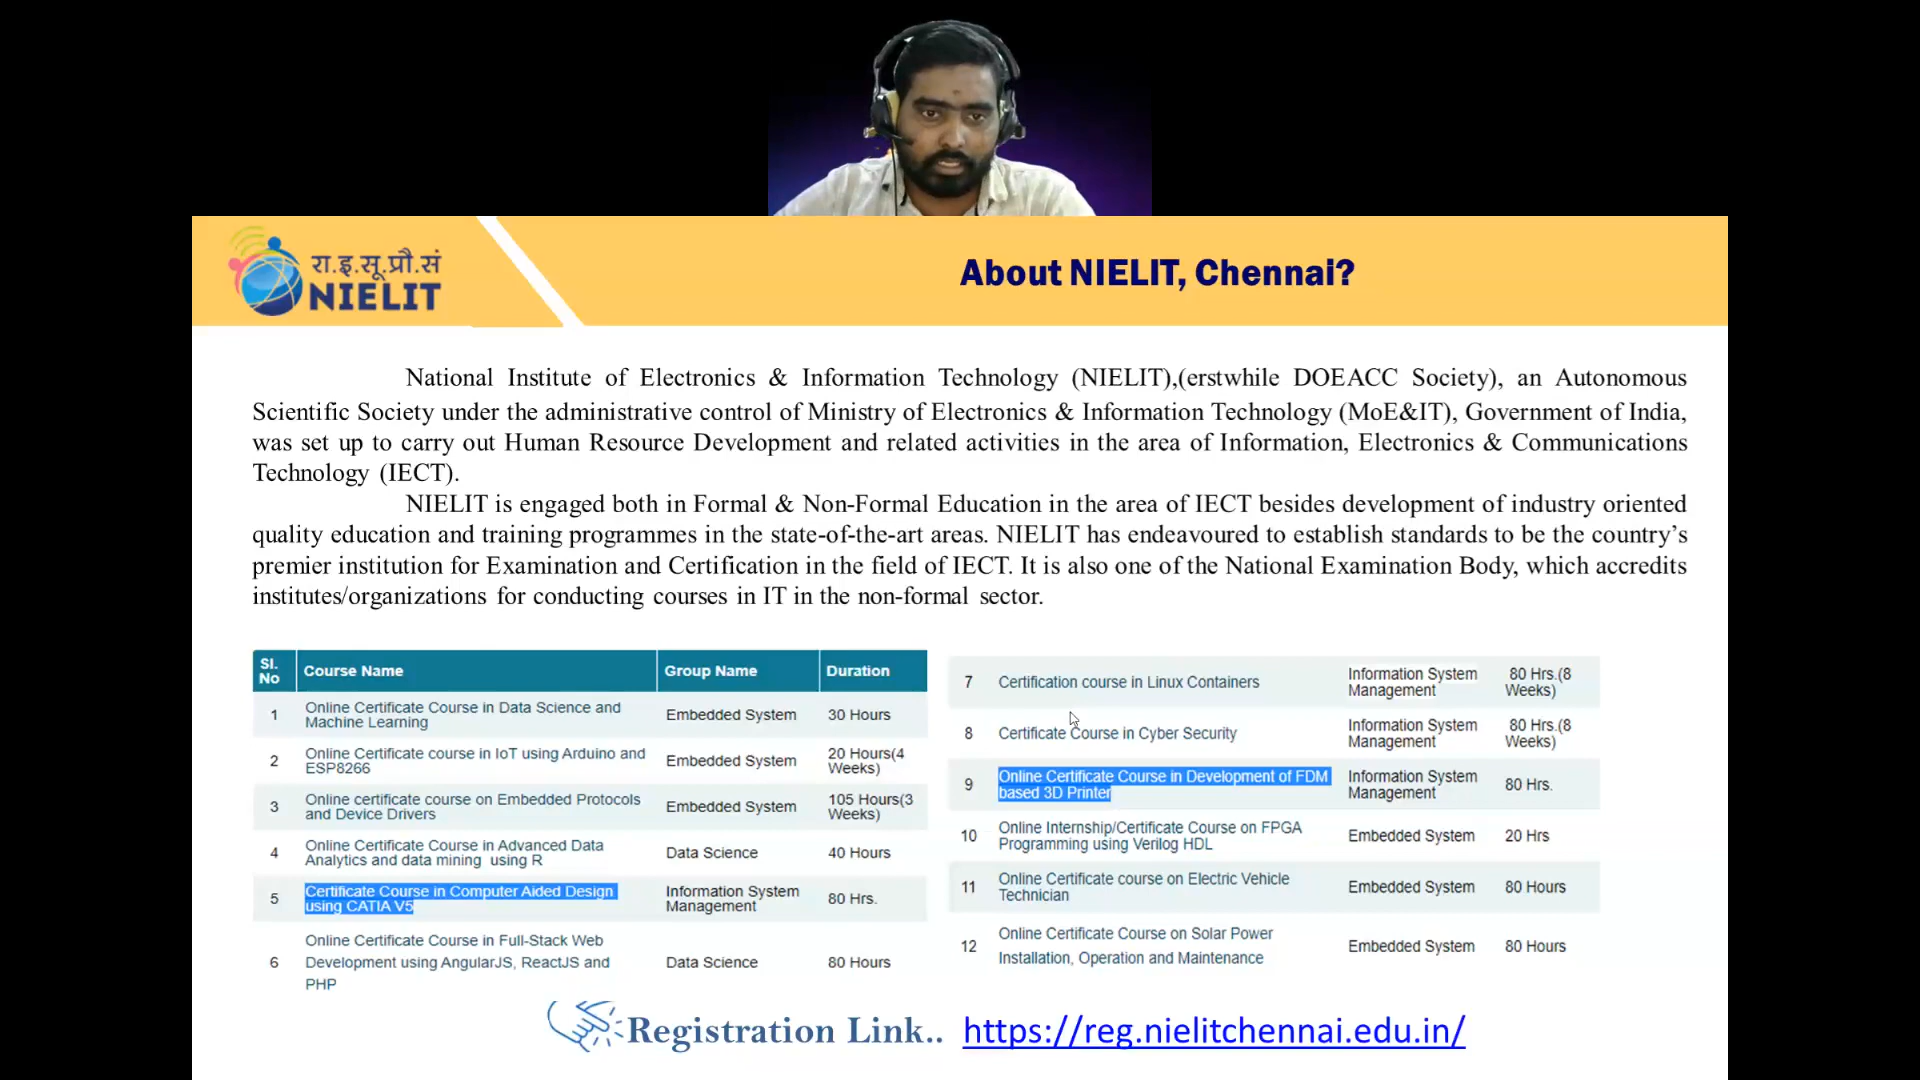 रा.इ.सू.प्रौ.सं
NIELIT
About NIELIT, Chennai?
National Institute of Electronics & Information Technology (NIELIT),(erstwhile DOEACC Society), an Autonomous
Scientific Society under the administrative control of Ministry of Electronics & Information Technology (MoE&IT), Government of India,
was set up to carry out Human Resource Development and related activities in the area of Information, Electronics & Communications
Technology (IECT).
NIELIT is engaged both in Formal & Non-Formal Education in the area of IECT besides development of industry oriented
quality education and training programmes in the state-of-the-art areas. NIELIT has endeavoured to establish standards to be the country’s
premier institution for Examination and Certification in the field of IECT. It is also one of the National Examination Body, which accredits
institutes/organizations for conducting courses in IT in the non-formal sector.
Sl. No Course Name Group Name Duration
1 Online Certificate Course in Data Science and
Machine Learning Embedded System 30 Hours
2 Online Certificate course in IoT using Arduino and
ESP8266 Embedded System 20 Hours(4
Weeks)
3 Online certificate course on Embedded Protocols
and Device Drivers Embedded System 105 Hours(3
Weeks)
4 Online Certificate Course in Advanced Data
Analytics and data mining using R Data Science 40 Hours
5 Certificate Course in Computer Aided Design
using CATIA V5 Information System
Management 80 Hrs.
6 Online Certificate Course in Full-Stack Web
Development using AngularJS, ReactJS and
PHP Data Science 80 Hours
7 Certification course in Linux Containers Information System
Management 80 Hrs.(8
Weeks)
8 Certificate Course in Cyber Security Information System
Management 80 Hrs.(8
Weeks)
9 Online Certificate Course in Development of FDM
based 3D Printer Information System
Management 80 Hrs.
10 Online Internship/Certificate Course on FPGA
Programming using Verilog HDL Embedded System 20 Hrs
11 Online Certificate course on Electric Vehicle
Technician Embedded System 80 Hours
12 Online Certificate Course on Solar Power
Installation, Operation and Maintenance Embedded System 80 Hours
Registration Link.. https://reg.nielitchennai.edu.in/